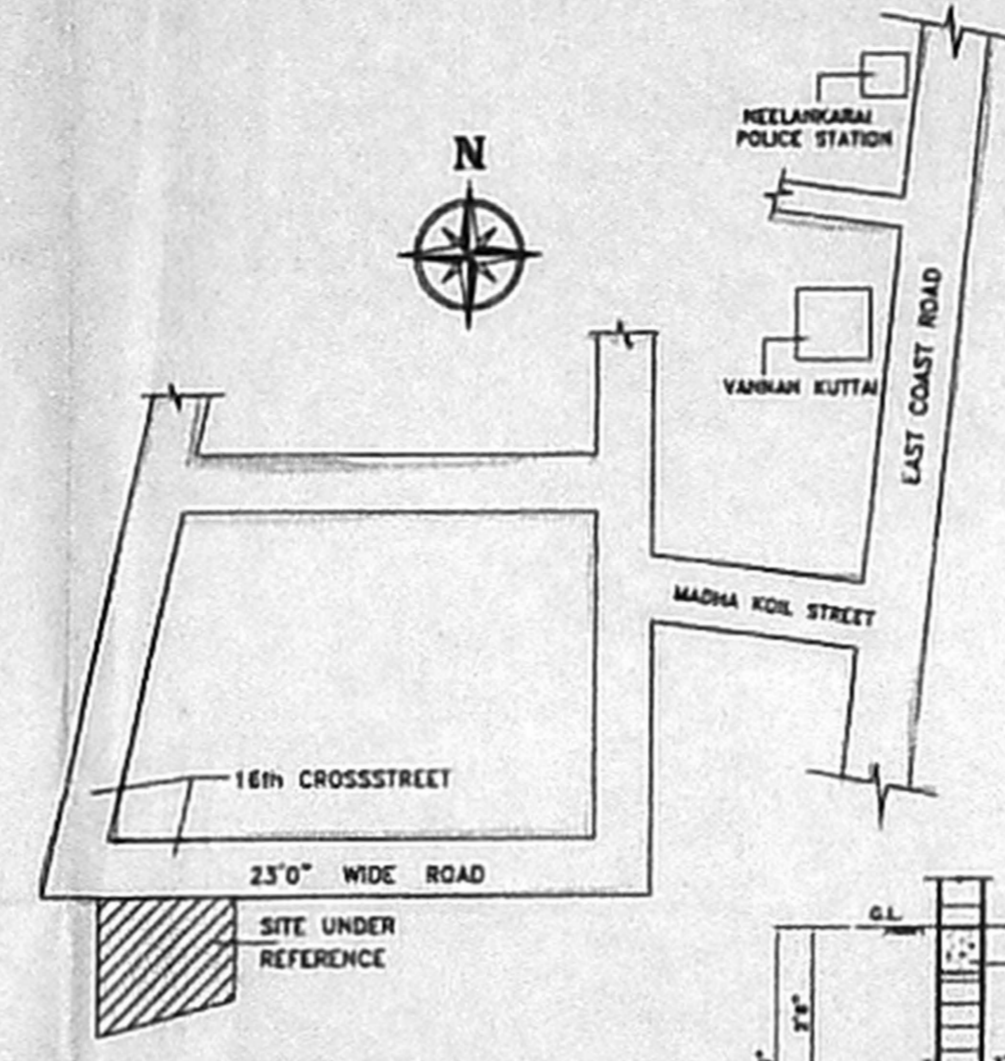 NEELANKARAI
POLICE STATION
N
EAST COAST ROAD
VANNAN KUTTAI
MADHA KOIL STREET
16th CROSSSTREET
23'0" WIDE ROAD
SITE UNDER
REFERENCE
G.L.